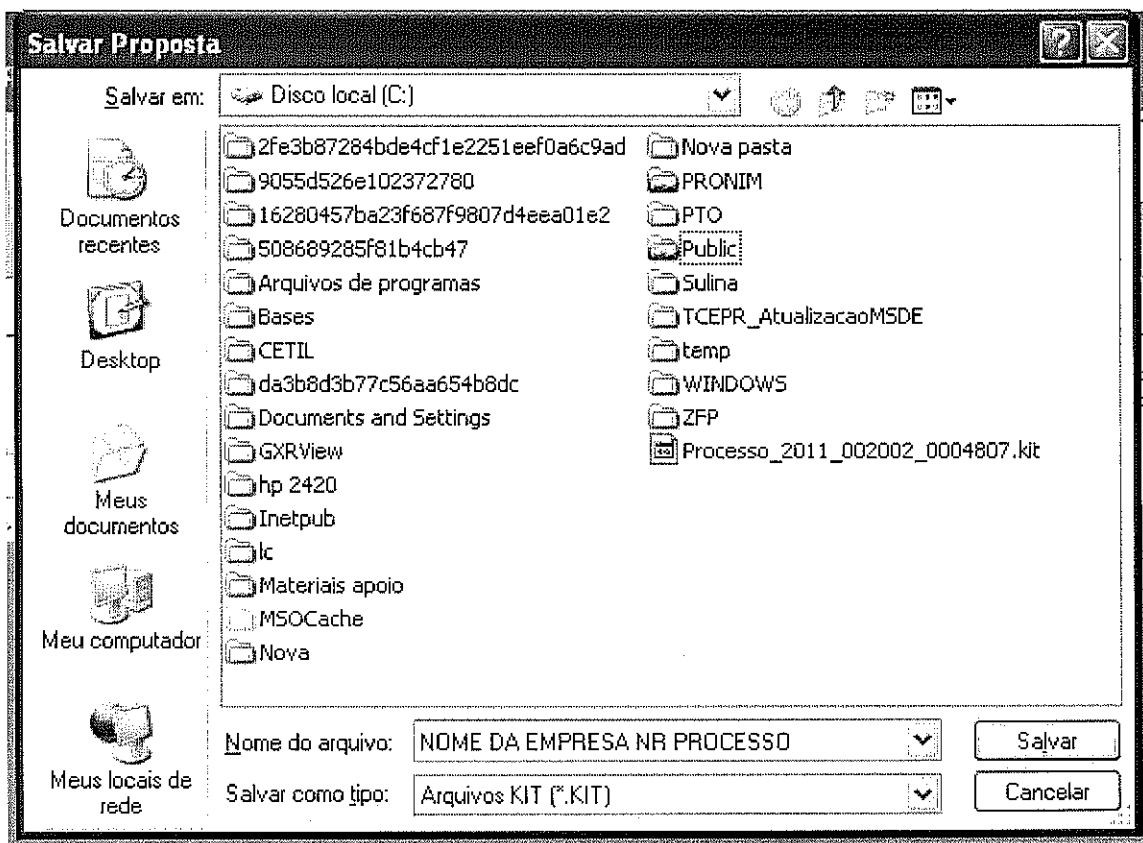 Salvar Proposta
Salvar em:
Disco local (C:)
Documentos
recentes
Desktop
Meus
documentos
Meu computador
Meus locais de
rede
2fe3b87284bde4cf1e2251eef0a6c9ad
9055d526e102372780
16280457ba23f687f9807d4eea01e2
508689285f81b4cb47
Arquivos de programas
Bases
CETIL
da3b8d3b77c56aa654b8dc
Documents and Settings
GXRView
hp 2420
Inetpub
lc
Materiais apoio
MSOCache
Nova
Nova pasta
PRONIM
PTO
Public
Sulina
TCEPR_AtualizacaoMSDE
temp
WINDOWS
ZFP
Processo_2011_002002_0004807.kit
Nome do arquivo:
NOME DA EMPRESA NR PROCESSO
Salvar
Salvar como tipo:
Arquivos KIT (*.KIT)
Cancelar